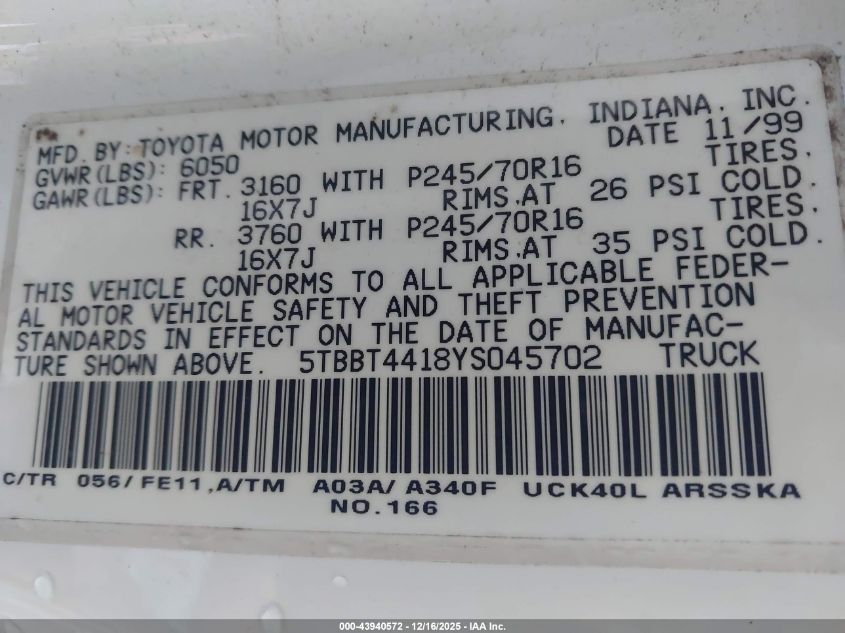 MFD. BY: TOYOTA MOTOR MANUFACTURING, INDIANA, INC.
GVWR(LBS): 6050 DATE 11/99
GAWR(LBS): FRT. 3160 WITH P245/70R16 TIRES,
16X7J RIMS,AT 26 PSI COLD.
RR. 3760 WITH P245/70R16 TIRES,
16X7J RIMS,AT 35 PSI COLD.
THIS VEHICLE CONFORMS TO ALL APPLICABLE FEDER-
AL MOTOR VEHICLE SAFETY AND THEFT PREVENTION
STANDARDS IN EFFECT ON THE DATE OF MANUFAC-
TURE SHOWN ABOVE. 5TBBT4418YS045702 TRUCK
C/TR 056/FE11,A/TM A03A/A340F UCK40L ARSSKA
NO.166
000-43940572 - 12/16/2025 - IAA Inc.